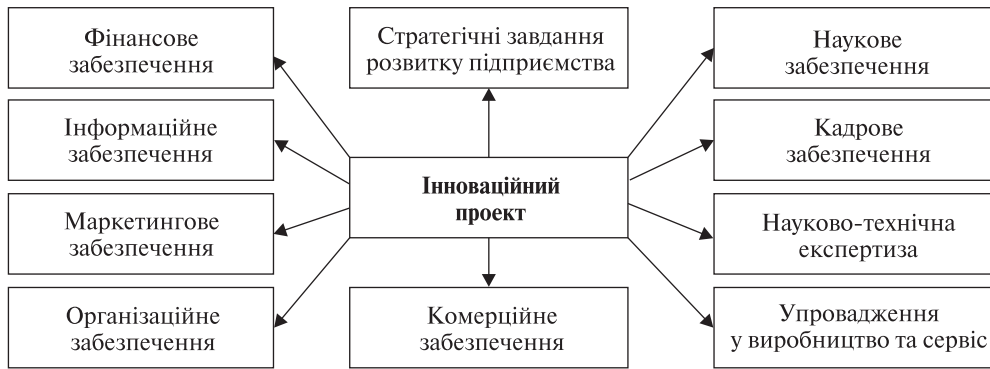 Фінансове
забезпечення
Стратегічні завдання
розвитку підприємства
Наукове
забезпечення
Інформаційне
забезпечення
Кадрове
забезпечення
Інноваційний
проект
Маркетингове
забезпечення
Науково-технічна
експертиза
Організаційне
забезпечення
Комерційне
забезпечення
Упровадження
у виробництво та сервіс